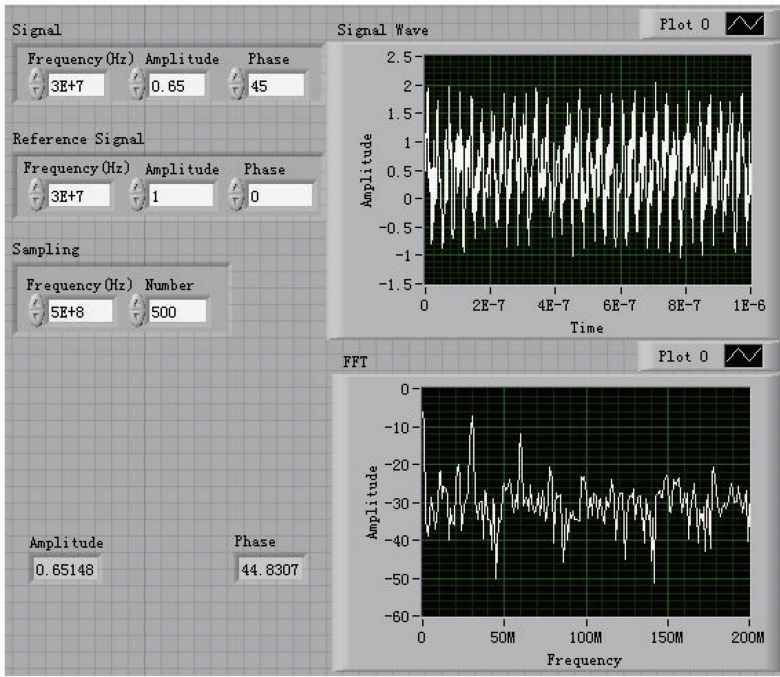 Signal
Frequency(Hz) Amplitude Phase
3E+7 0.65 45
Reference Signal
Frequency(Hz) Amplitude Phase
3E+7 1 0
Sampling
Frequency(Hz) Number
5E+8 500
Amplitude Phase
0.65148 44.8307
Signal Wave Plot 0
Amplitude
2.5
2
1.5
1
0.5
0
-0.5
-1
-1.5
0 2E-7 4E-7 6E-7 8E-7 1E-6
Time
FFT Plot 0
Amplitude
0
-10
-20
-30
-40
-50
-60
0 50M 100M 150M 200M
Frequency